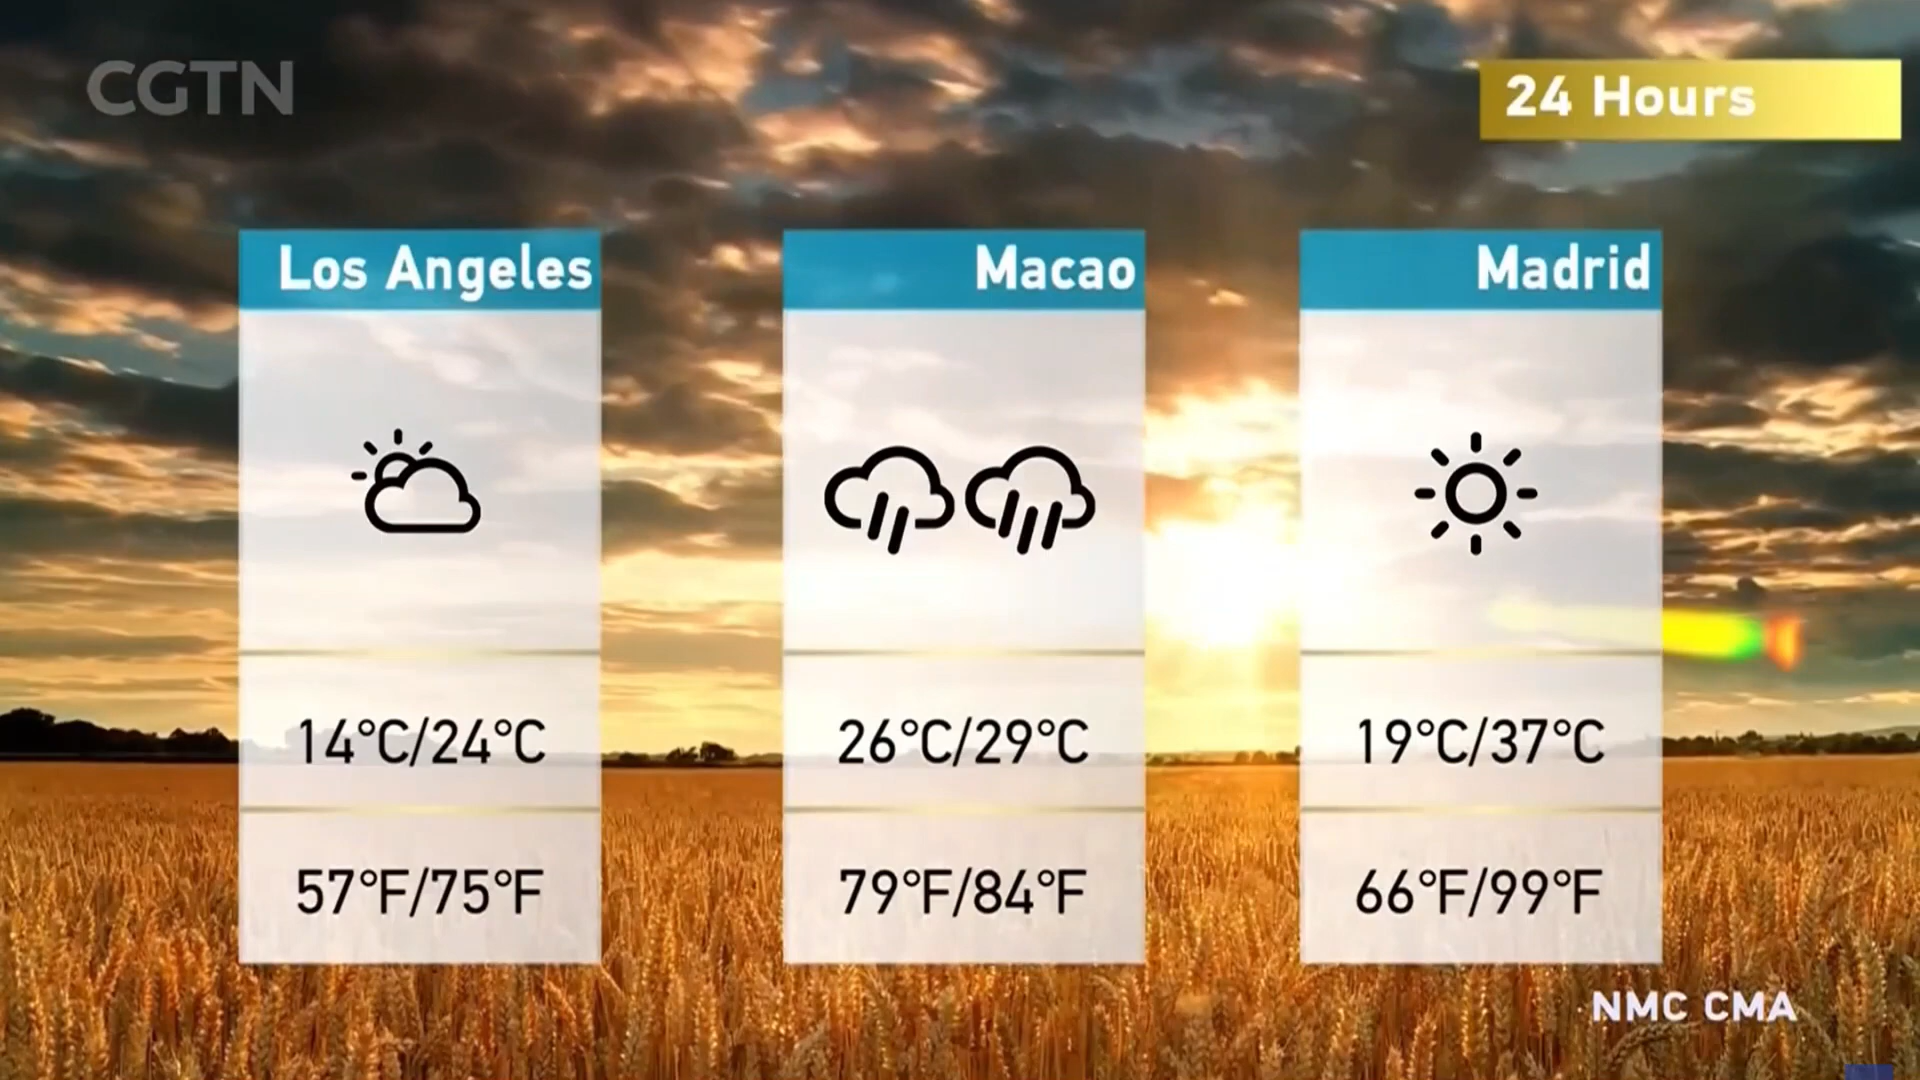 CGTN
24 Hours
Los Angeles
14°C/24°C
57°F/75°F
Macao
26°C/29°C
79°F/84°F
Madrid
19°C/37°C
66°F/99°F
NMC CMA